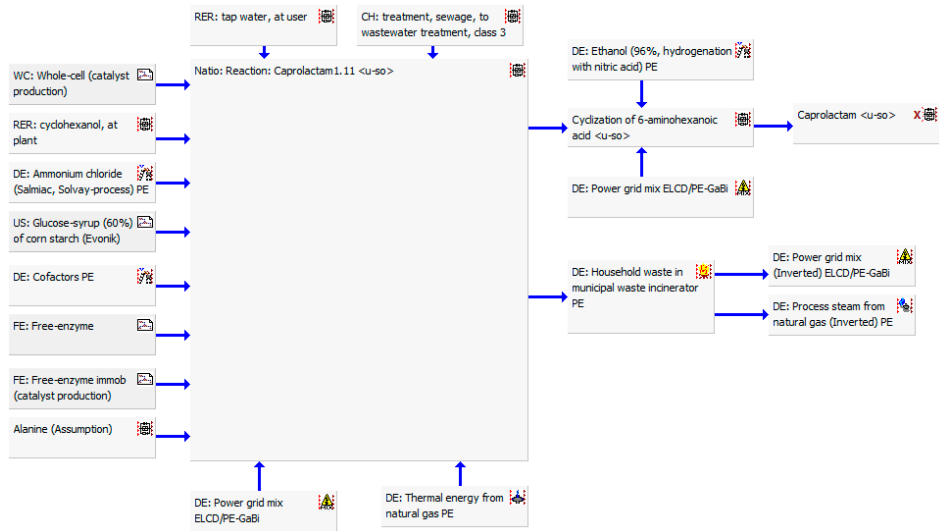 RER: tap water, at user
CH: treatment, sewage, to
wastewater treatment, class 3
DE: Ethanol (96%, hydrogenation
with nitric acid) PE
Natio: Reaction: Caprolactam1.11 <u-so>
WC: Whole-cell (catalyst
production)
RER: cyclohexanol, at
plant
Cyclization of 6-aminohexanoic
acid <u-so>
Caprolactam <u-so>
X
DE: Ammonium chloride
(Salmiac, Solvay-process) PE
DE: Power grid mix ELCD/PE-GaBi
US: Glucose-syrup (60%)
of corn starch (Evonik)
DE: Cofactors PE
DE: Household waste in
municipal waste incinerator
PE
DE: Power grid mix
(Inverted) ELCD/PE-GaBi
DE: Process steam from
natural gas (Inverted) PE
FE: Free-enzyme
FE: Free-enzyme immob
(catalyst production)
Alanine (Assumption)
DE: Power grid mix
ELCD/PE-GaBi
DE: Thermal energy from
natural gas PE